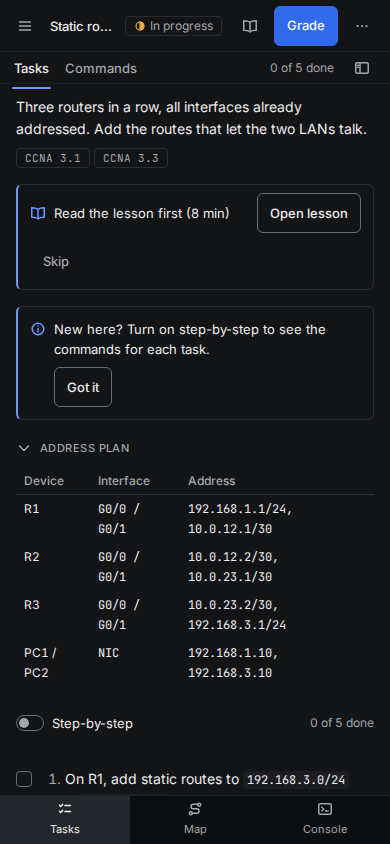 Static ro...
In progress
Grade
Tasks
Commands
0 of 5 done
Three routers in a row, all interfaces already
addressed. Add the routes that let the two LANs talk.
CCNA 3.1
CCNA 3.3
Read the lesson first (8 min)
Open lesson
Skip
New here? Turn on step-by-step to see the
commands for each task.
Got it
ADDRESS PLAN
Device Interface Address
R1 G0/0 / 192.168.1.1/24,
G0/1 10.0.12.1/30
R2 G0/0 / 10.0.12.2/30,
G0/1 10.0.23.1/30
R3 G0/0 / 10.0.23.2/30,
G0/1 192.168.3.1/24
PC1 / NIC 192.168.1.10,
PC2 192.168.3.10
Step-by-step
0 of 5 done
1. On R1, add static routes to 192.168.3.0/24
Tasks
Map
Console